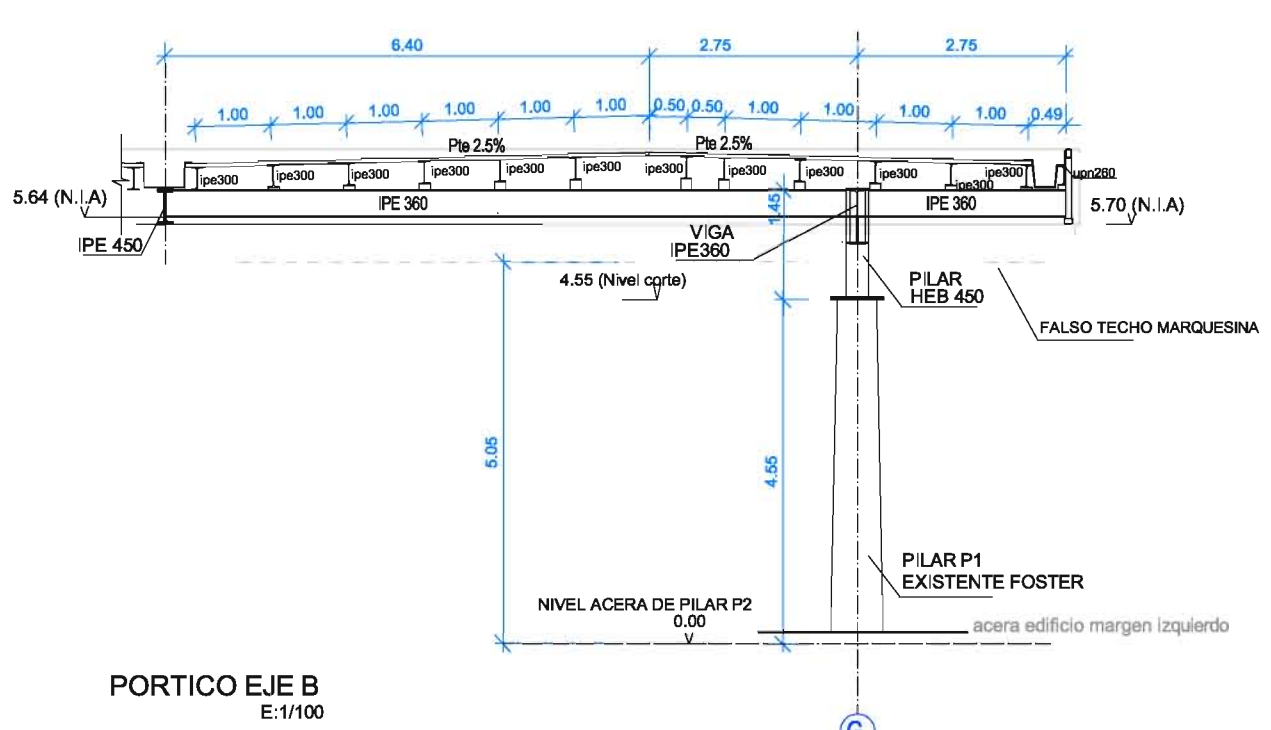 6.40
2.75
2.75
1.00
1.00
1.00
1.00
1.00
1.00
0.50
0.50
1.00
1.00
1.00
1.00
0.49
Pte 2.5%
Pte 2.5%
ipe300
ipe300
ipe300
ipe300
ipe300
ipe300
ipe300
ipe300
ipe300
ipe300
ipe300
ipe300
upn260
5.64 (N.I.A)
IPE 360
IPE 360
5.70 (N.I.A)
1.45
IPE 450
VIGA
IPE360
4.55 (Nivel corte)
PILAR
HEB 450
FALSO TECHO MARQUESINA
5.05
4.55
PILAR P1
EXISTENTE FOSTER
NIVEL ACERA DE PILAR P2
0.00
acera edificio margen izquierdo
PORTICO EJE B
E:1/100